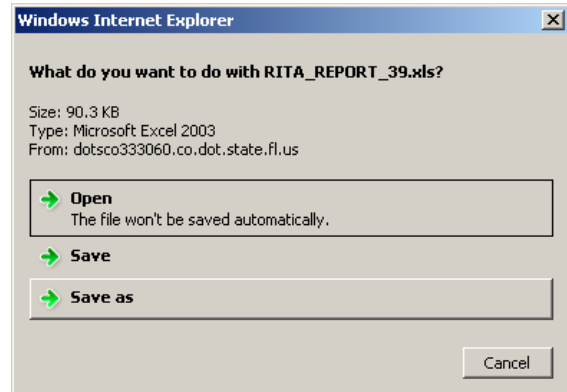 Windows Internet Explorer
What do you want to do with RITA_REPORT_39.xls?
Size: 90.3 KB
Type: Microsoft Excel 2003
From: dotsco333060.co.dot.state.fl.us
Open
The file won't be saved automatically.
Save
Save as
Cancel